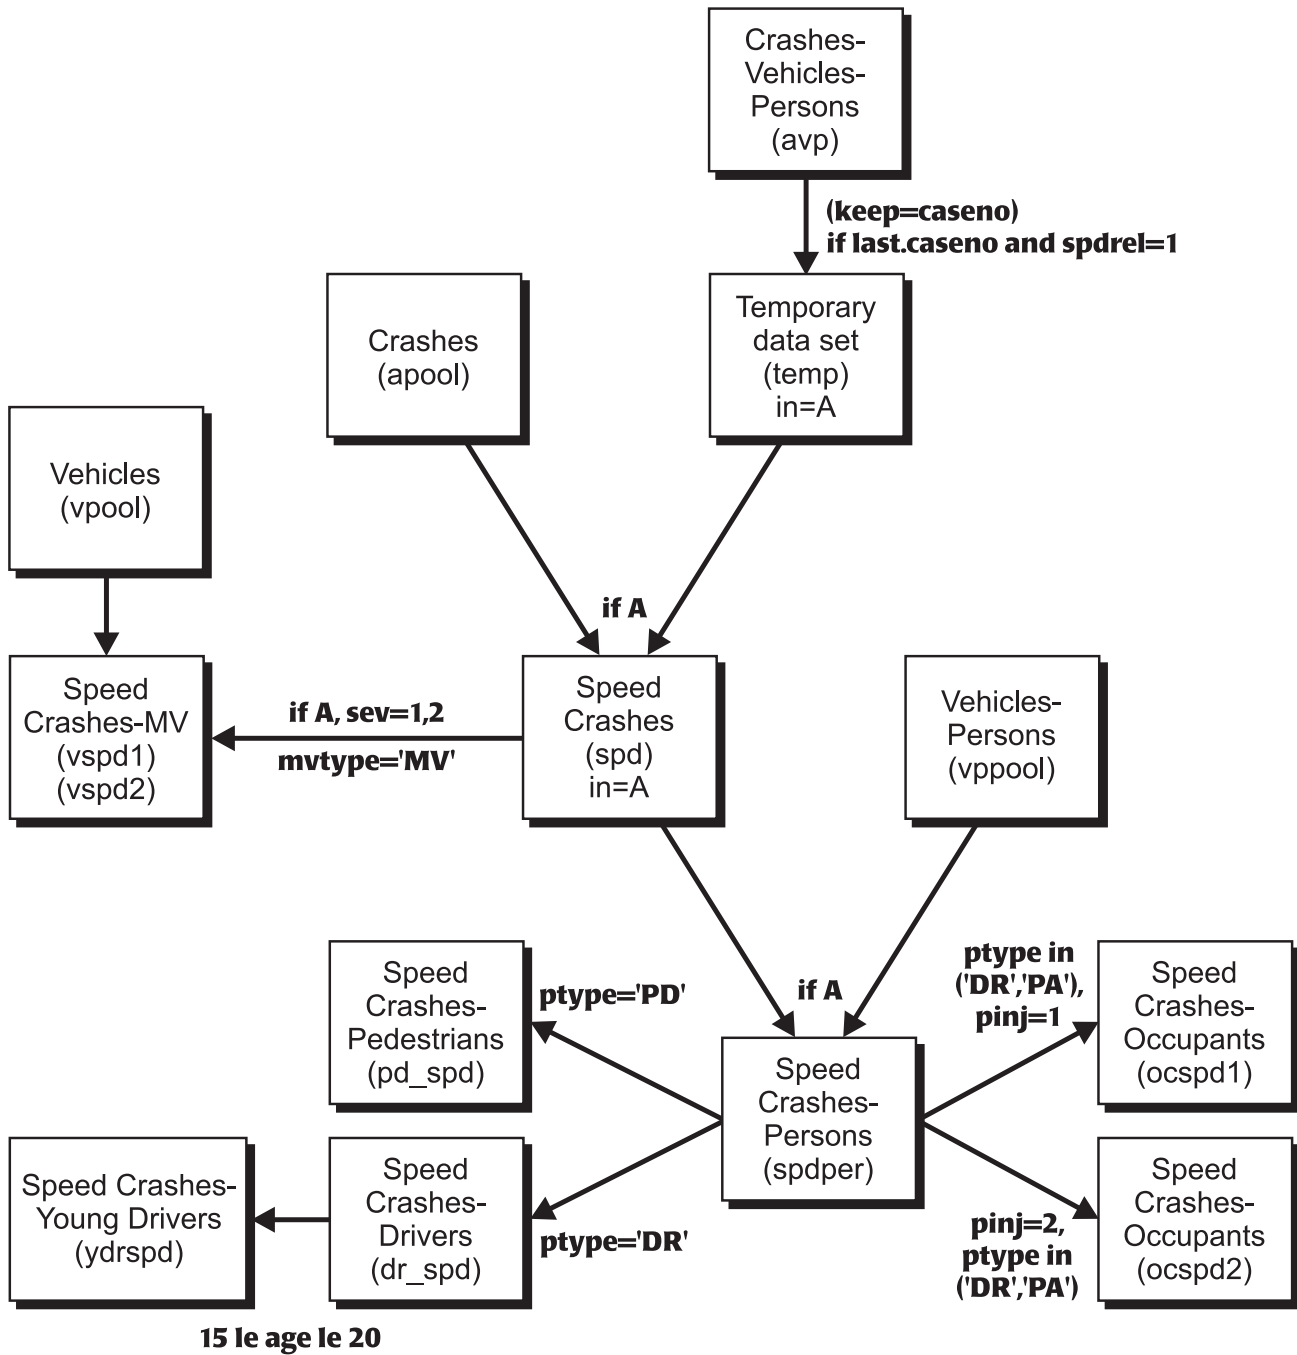 Crashes-
Vehicles-
Persons
(avp)
(keep=caseno)
if last.caseno and spdrel=1
Temporary
data set
(temp)
in=A
Crashes
(apool)
Vehicles
(vpool)
if A
Speed
Crashes-MV
(vspd1)
(vspd2)
if A, sev=1,2
mvtype='MV'
Speed
Crashes
(spd)
in=A
Vehicles-
Persons
(vppool)
Speed
Crashes-
Pedestrians
(pd_spd)
ptype='PD'
if A
ptype in
('DR','PA'),
pinj=1
Speed
Crashes-
Occupants
(ocspd1)
Speed
Crashes-
Persons
(spdper)
Speed Crashes-
Young Drivers
(ydrspd)
Speed
Crashes-
Drivers
(dr_spd)
ptype='DR'
pinj=2,
ptype in
('DR','PA')
Speed
Crashes-
Occupants
(ocspd2)
15 le age le 20